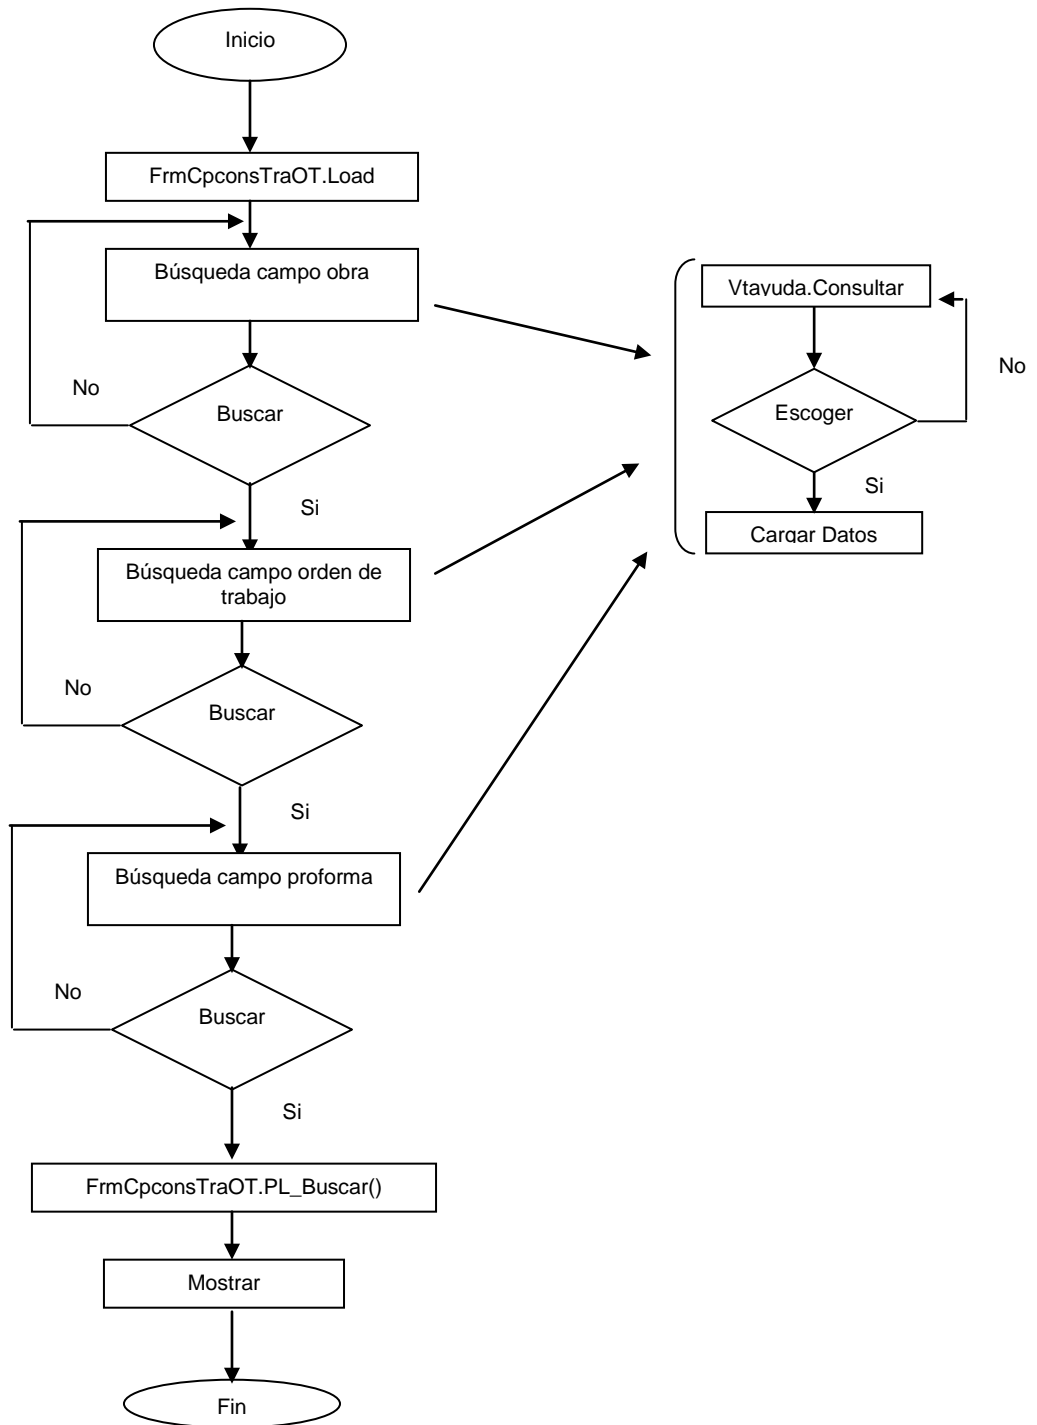 Inicio
FrmCpconsTraOT.Load
Búsqueda campo obra
No
Buscar
Si
Búsqueda campo orden de
trabajo
No
Buscar
Si
Búsqueda campo proforma
No
Buscar
Si
FrmCpconsTraOT.PL_Buscar()
Mostrar
Fin
Vtayuda.Consultar
No
Escoger
Si
Cargar Datos